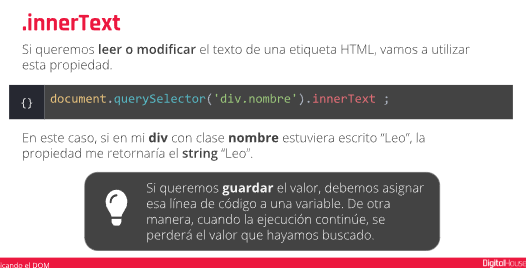 .innerText
Si queremos leer o modificar el texto de una etiqueta HTML, vamos a utilizar
esta propiedad.
{} document.querySelector('div.nombre').innerText ;
En este caso, si en mi div con clase nombre estuviera escrito “Leo”, la
propiedad me retornaría el string “Leo”.
Si queremos guardar el valor, debemos asignar
esa línea de código a una variable. De otra
manera, cuando la ejecución continúe, se
perderá el valor que hayamos buscado.
icando el DOM
DigitalHouse